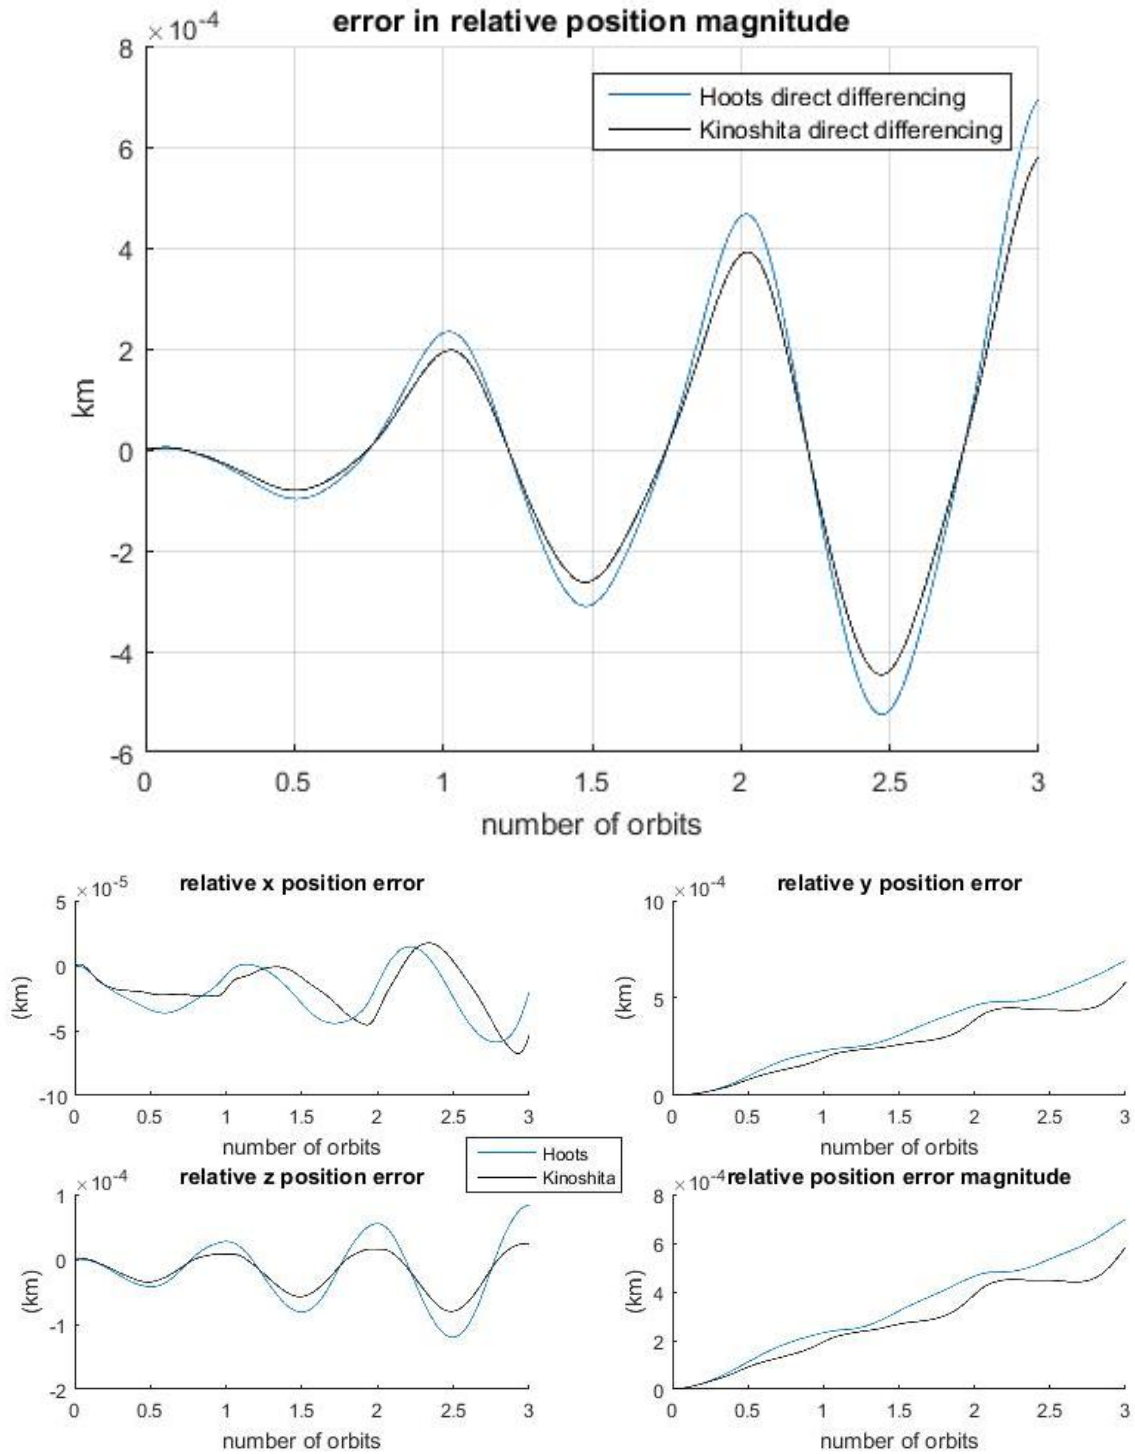 error in relative position magnitude
×10⁻⁴
8
6
4
2
0
-2
-4
-6
km
Hoots direct differencing
Kinoshita direct differencing
0 0.5 1 1.5 2 2.5 3
number of orbits
relative x position error
×10⁻⁵
5
0
-5
-10
(km)
0 0.5 1 1.5 2 2.5 3
number of orbits
relative y position error
×10⁻⁴
10
5
0
(km)
0 0.5 1 1.5 2 2.5 3
number of orbits
Hoots
Kinoshita
relative z position error
×10⁻⁴
1
0
-1
-2
(km)
0 0.5 1 1.5 2 2.5 3
number of orbits
relative position error magnitude
×10⁻⁴
8
6
4
2
0
(km)
0 0.5 1 1.5 2 2.5 3
number of orbits